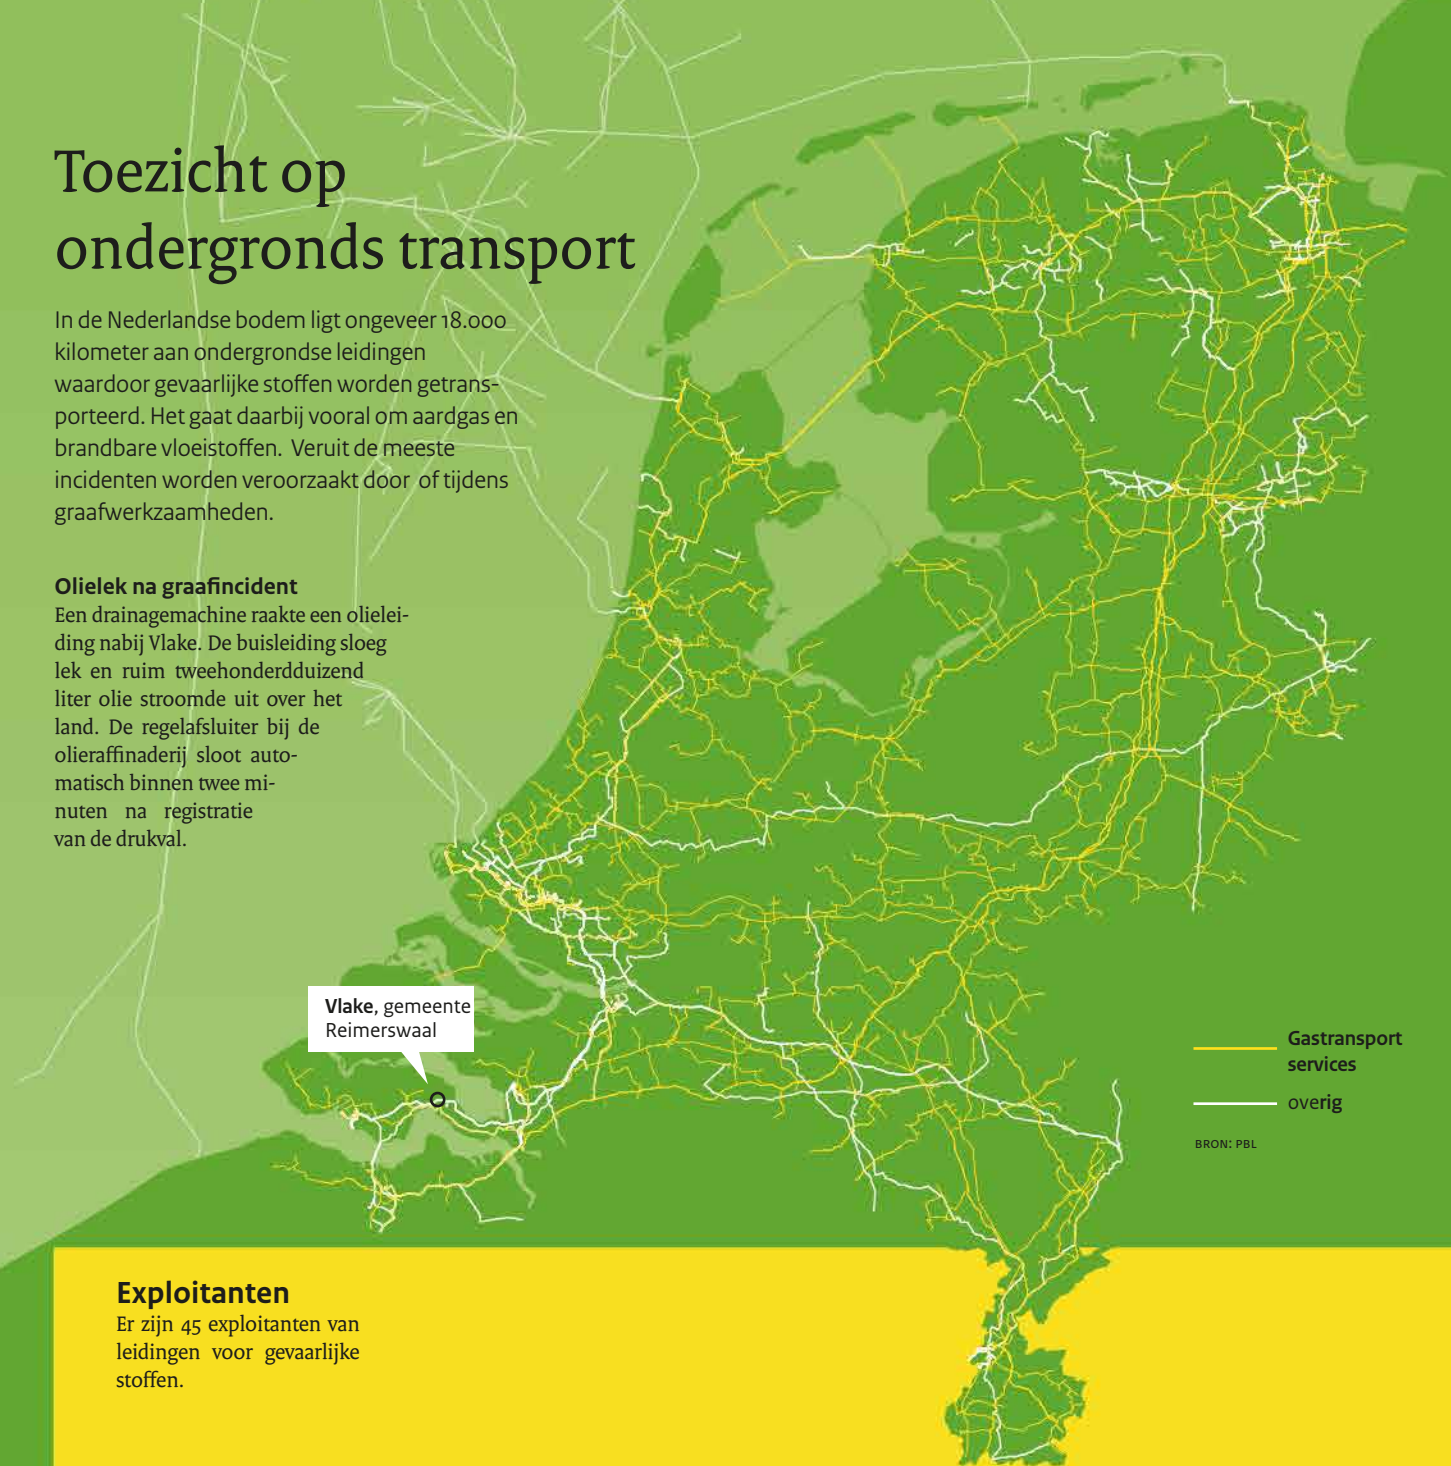 Toezicht op
ondergronds transport
In de Nederlandse bodem ligt ongeveer 18.000
kilometer aan ondergrondse leidingen
waardoor gevaarlijke stoffen worden getrans-
porteerd. Het gaat daarbij vooral om aardgas en
brandbare vloeistoffen. Veruit de meeste
incidenten worden veroorzaakt door of tijdens
graafwerkzaamheden.
Olielek na graafincident
Een drainagemachine raakte een olielei-
ding nabij Vlake. De buisleiding sloeg
lek en ruim tweehonderdduizend
liter olie stroomde uit over het
land. De regelafsluiter bij de
olieraffinaderij sloot auto-
matisch binnen twee mi-
nuten na registratie
van de drukval.
Vlake, gemeente
Reimerswaal
Gastransport
services
overig
BRON: PBL
Exploitanten
Er zijn 45 exploitanten van
leidingen voor gevaarlijke
stoffen.